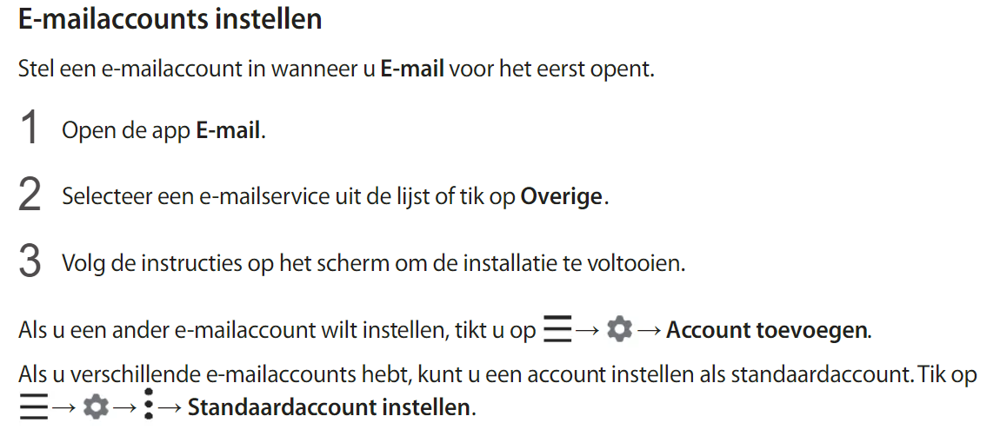 E-mailaccounts instellen
Stel een e-mailaccount in wanneer u E-mail voor het eerst opent.
1 Open de app E-mail.
2 Selecteer een e-mailservice uit de lijst of tik op Overige.
3 Volg de instructies op het scherm om de installatie te voltooien.
Als u een ander e-mailaccount wilt instellen, tikt u op → → Account toevoegen.
Als u verschillende e-mailaccounts hebt, kunt u een account instellen als standaardaccount. Tik op
→ → → Standaardaccount instellen.